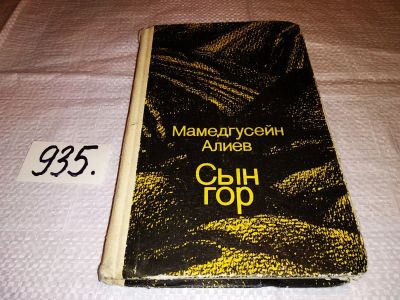 935.
Мамедгусейн
Алиев
Сын
гор